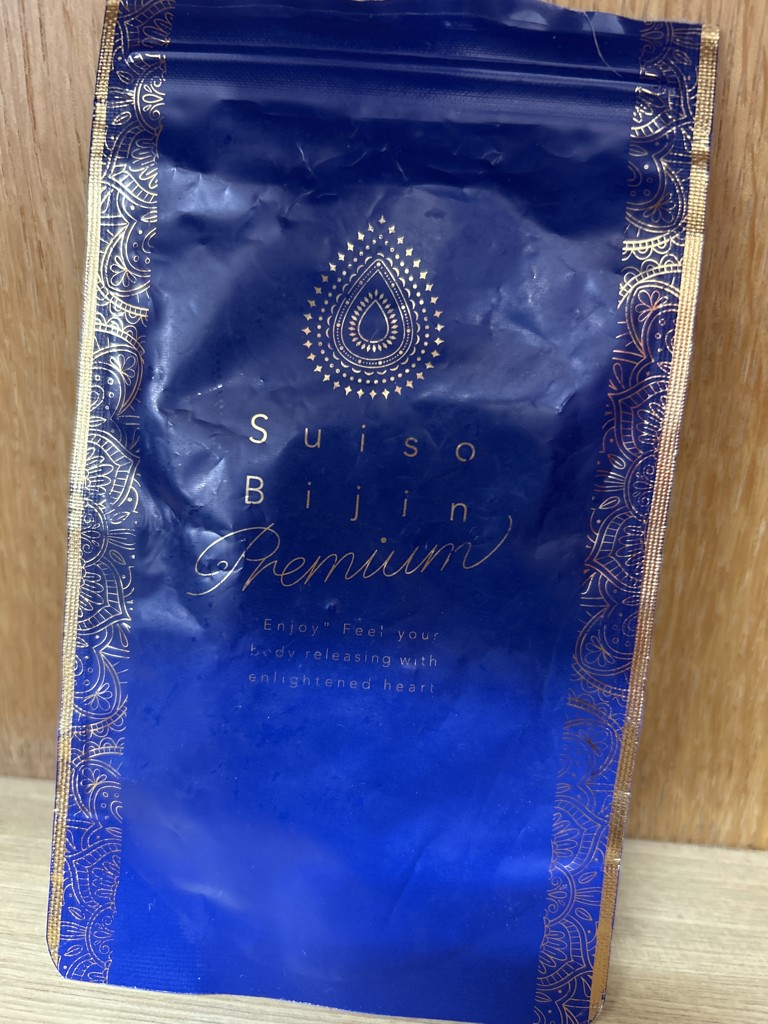 Suiso
Bijin
Premium
"Enjoy" Feel your
body releasing with
enlightened heart